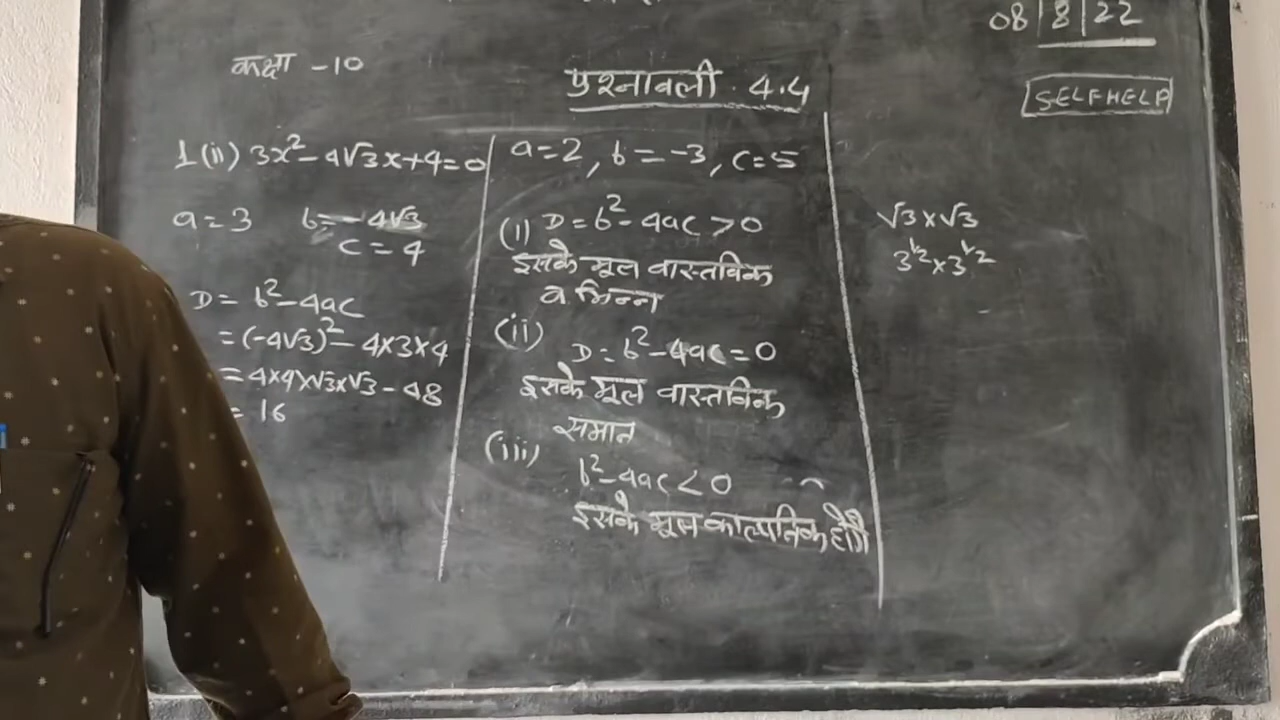 08|8|22
कक्षा -10
प्रश्नावली 4.4
SELFHELP
1(ii) 3x²-4√3x+4=0
a=3 b=-4√3
c=4
D= b²-4ac
=(-4√3)²-4×3×4
=4×4×√3×√3-48
= 16
a=2, b=-3, c=5
(i) D=b²-4ac>0
इसके मूल वास्तविक
व भिन्न
(ii)
D=b²-4ac=0
इसके मूल वास्तविक
समान
(iii)
b²-4ac<0
इसके मूल काल्पनिक होंगे
√3×√3
3^½×3^½